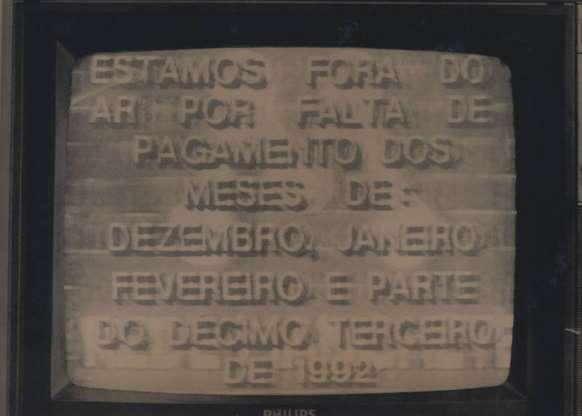 ESTAMOS FORA DO
AR POR FALTA DE
PAGAMENTO DOS
MESES DE:
DEZEMBRO, JANEIRO
FEVEREIRO E PARTE
DO DECIMO TERCEIRO
DE 1992
PHILIPS